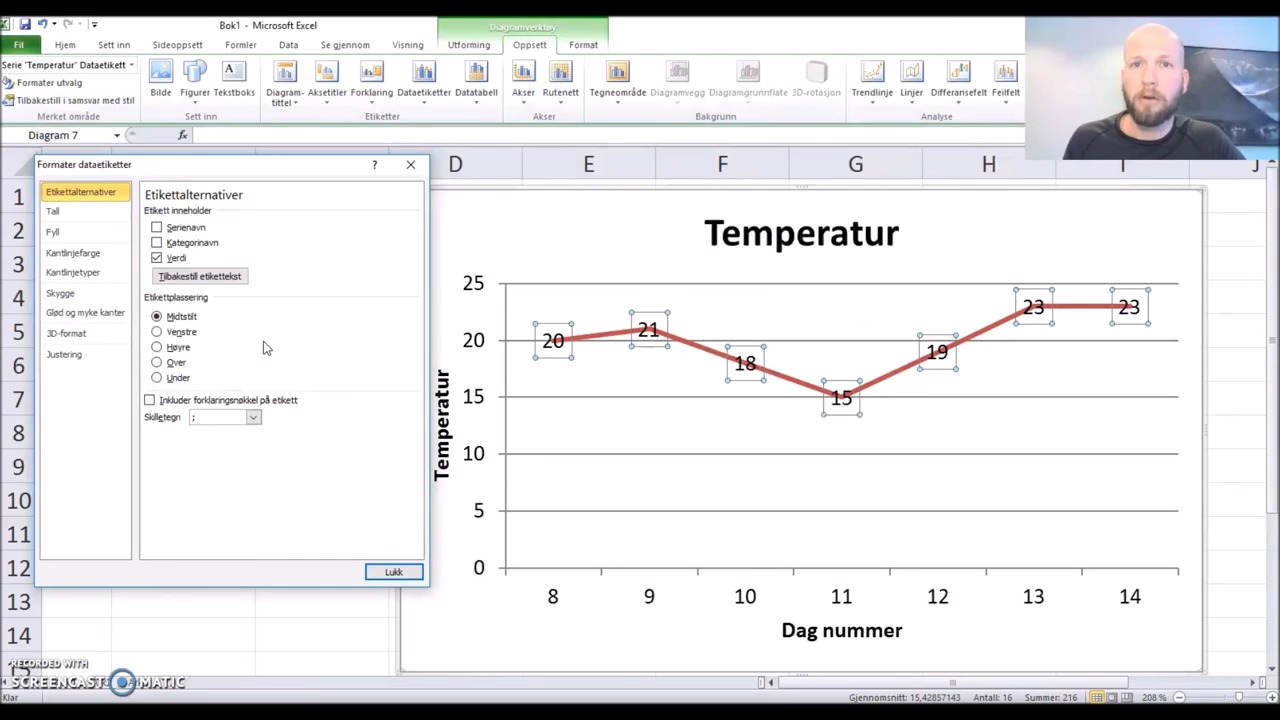 Bok1 - Microsoft Excel
Diagramverktøy
Fil Hjem Sett inn Sideoppsett Formler Data Se gjennom Visning Utforming Oppsett Format
Serie "Temperatur" Dataetikett
Formater utvalg
Tilbakestill i samsvar med stil
Merket område
Bilde Figurer Tekstboks
Sett inn
Diagram-
tittel
Aksetitler Forklaring Dataetiketter Datatabell
Etiketter
Akser Rutenett
Akser
Tegneområde Diagramvegg Diagramgrunnflate 3D-rotasjon
Bakgrunn
Trendlinje Linjer Differansefelt Feilfelt
Analyse
Diagram 7 fx
D E F G H I J
1
2
3
4
5
6
7
8
9
10
11
12
13
14
15
Formater dataetiketter ?
Etikettalternativer
Tall
Fyll
Kantlinjefarge
Kantlinjetyper
Skygge
Glød og myke kanter
3D-format
Justering
Etikettalternativer
Etikett inneholder
Serienavn
Kategorinavn
Verdi
Tilbakestill etikettekst
Etikettplassering
Midtstilt
Venstre
Høyre
Over
Under
Inkluder forklaringsnøkkel på etikett
Skilletegn ;
Lukk
Temperatur
Temperatur
25
20
15
10
5
0
20 21 18 15 19 23 23
8 9 10 11 12 13 14
Dag nummer
RECORDED WITH
SCREENCAST-O-MATIC
Klar Gjennomsnitt: 15,42857143 Antall: 16 Summer: 216 208 %